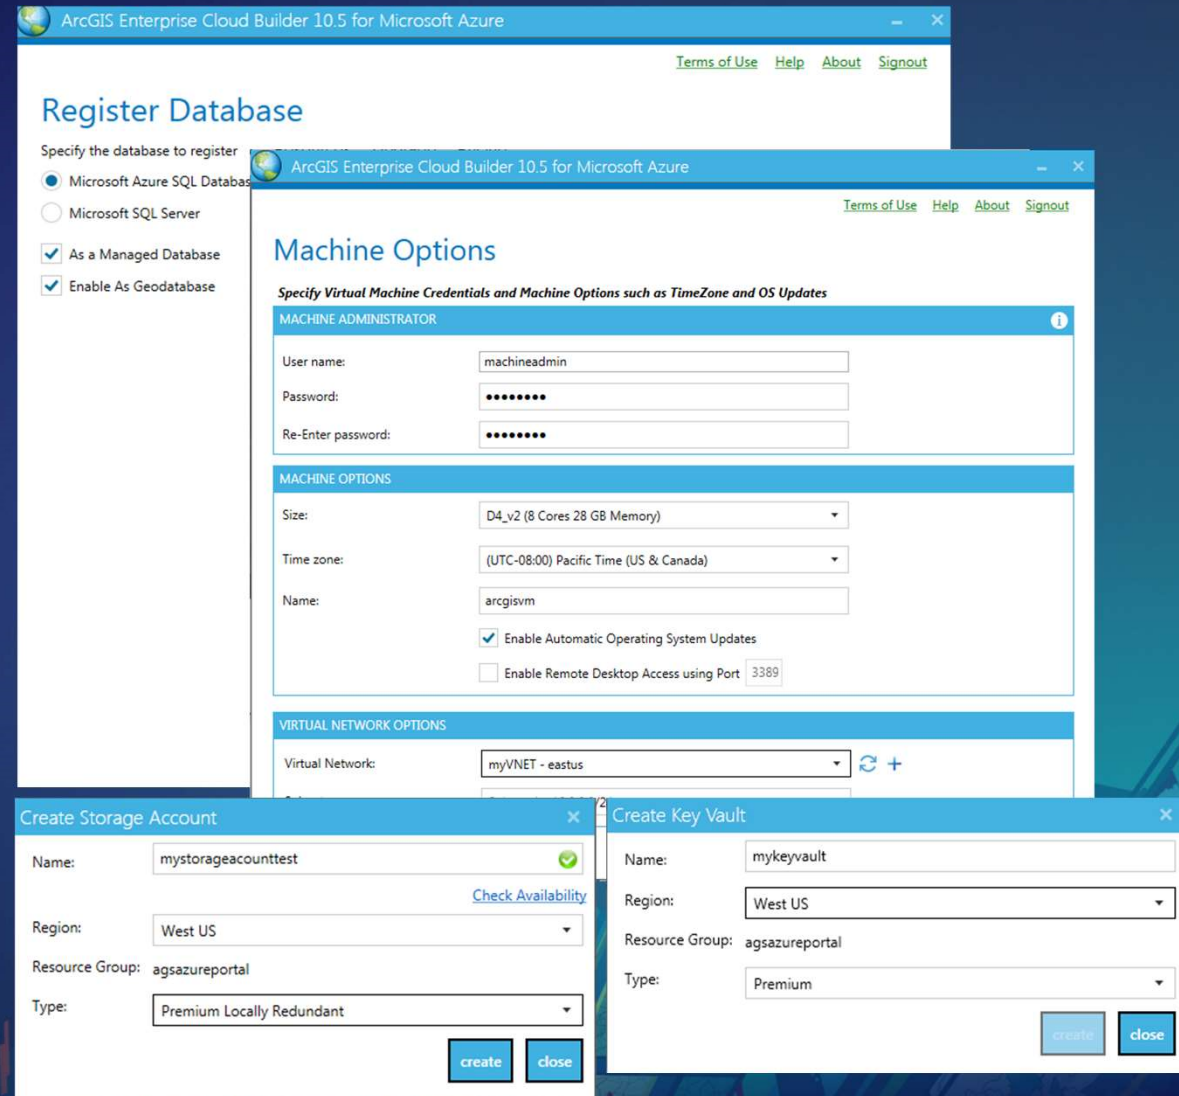 ArcGIS Enterprise Cloud Builder 10.5 for Microsoft Azure
Terms of Use Help About Signout
Register Database
Specify the database to register
Microsoft Azure SQL Databas
Microsoft SQL Server
As a Managed Database
Enable As Geodatabase
ArcGIS Enterprise Cloud Builder 10.5 for Microsoft Azure
Terms of Use Help About Signout
Machine Options
Specify Virtual Machine Credentials and Machine Options such as TimeZone and OS Updates
MACHINE ADMINISTRATOR
User name: machineadmin
Password: ••••••••
Re-Enter password: ••••••••
MACHINE OPTIONS
Size: D4_v2 (8 Cores 28 GB Memory)
Time zone: (UTC-08:00) Pacific Time (US & Canada)
Name: arcgisvm
Enable Automatic Operating System Updates
Enable Remote Desktop Access using Port 3389
VIRTUAL NETWORK OPTIONS
Virtual Network: myVNET - eastus
Create Storage Account
Name: mystorageacounttest
Check Availability
Region: West US
Resource Group: agsazureportal
Type: Premium Locally Redundant
create close
Create Key Vault
Name: mykeyvault
Region: West US
Resource Group: agsazureportal
Type: Premium
create close